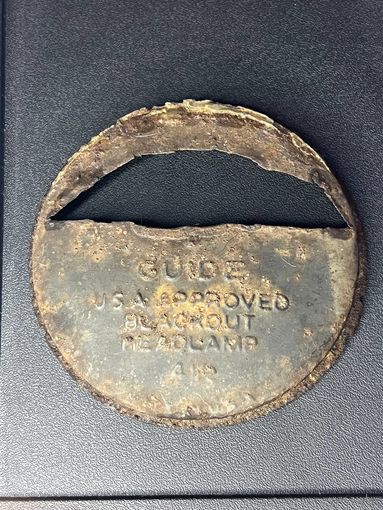 GUIDE
U.S.A. APPROVED
BLACKOUT
HEADLAMP